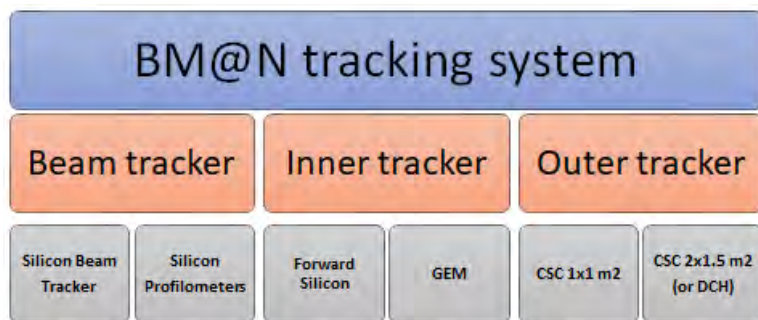 BM@N tracking system
Beam tracker
Inner tracker
Outer tracker
Silicon Beam
Tracker
Silicon
Profilometers
Forward
Silicon
GEM
CSC 1x1 m2
CSC 2x1.5 m2
(or DCH)